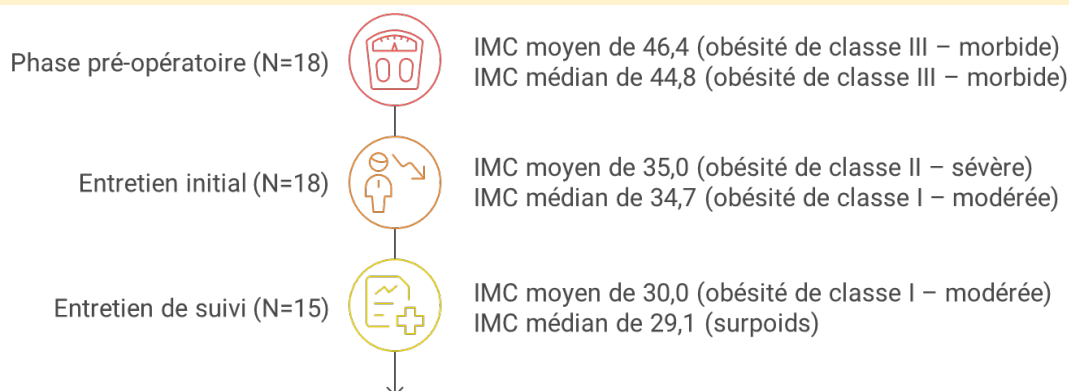 Phase pré-opératoire (N=18)
IMC moyen de 46,4 (obésité de classe III – morbide)
IMC médian de 44,8 (obésité de classe III – morbide)
Entretien initial (N=18)
IMC moyen de 35,0 (obésité de classe II – sévère)
IMC médian de 34,7 (obésité de classe I – modérée)
Entretien de suivi (N=15)
IMC moyen de 30,0 (obésité de classe I – modérée)
IMC médian de 29,1 (surpoids)